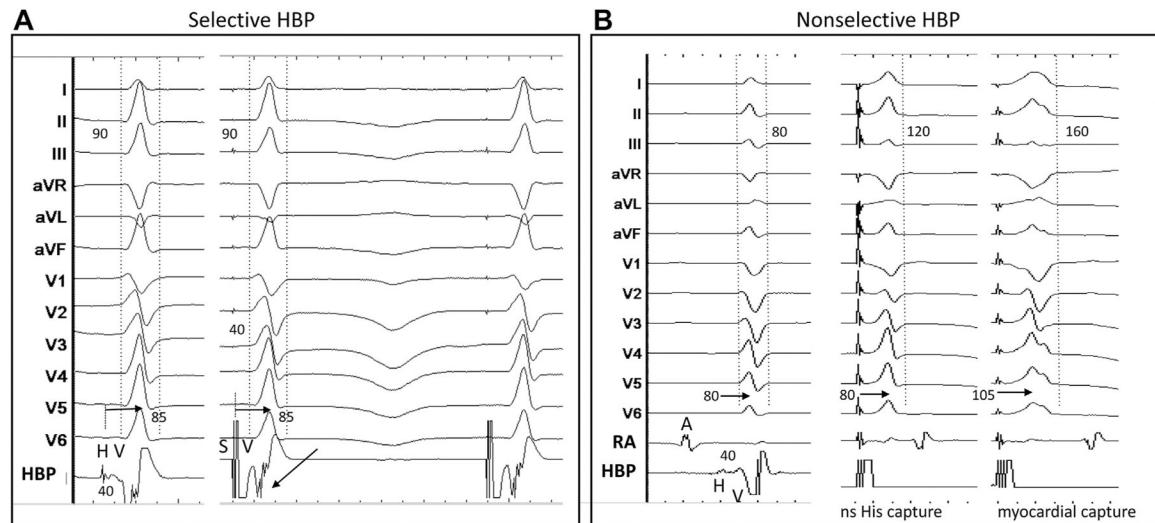 A Selective HBP
I
II
III
aVR
aVL
aVF
V1
V2
V3
V4
V5
V6
HBP
90
90
40
85
85
H V
S V
40
B Nonselective HBP
I
II
III
aVR
aVL
aVF
V1
V2
V3
V4
V5
V6
RA
HBP
80
120
160
80
80
105
A
40
H
V
ns His capture
myocardial capture